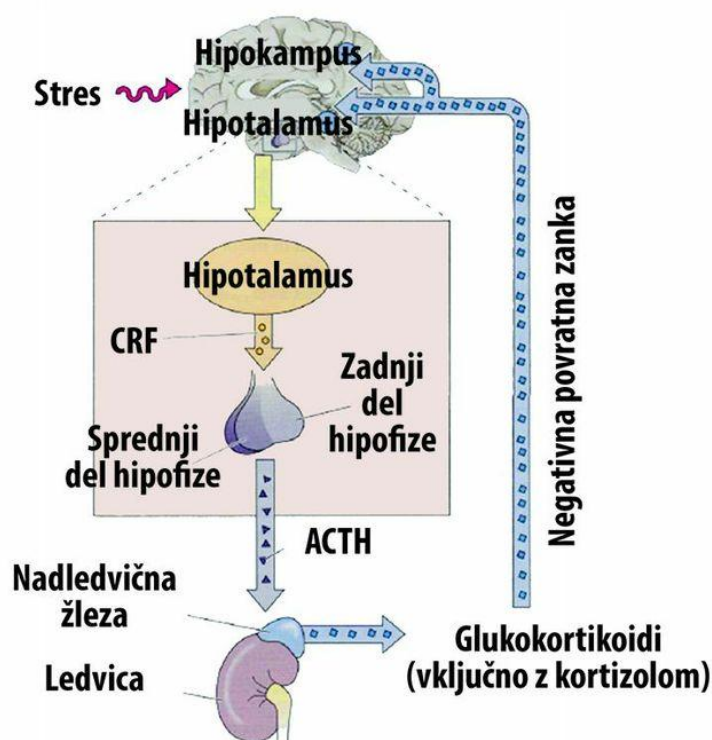 Hipokampus
Stres
Hipotalamus
Hipotalamus
CRF
Zadnji
del
hipofize
Sprednji
del hipofize
ACTH
Nadledvična
žleza
Ledvica
Glukokortikoidi
(vključno z kortizolom)
Negativna povratna zanka